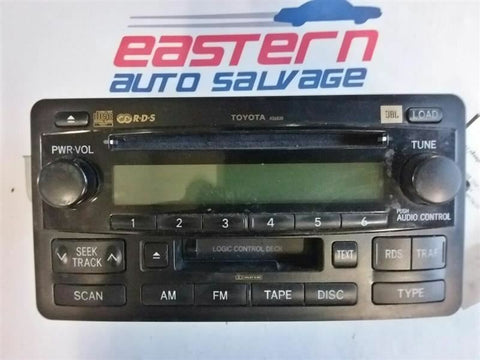 eastern
AUTO SALVAGE
R·D·S
TOYOTA
JBL
LOAD
PWR·VOL
TUNE
1 2 3 4 5 6
PUSH
AUDIO CONTROL
SEEK
TRACK
LOGIC CONTROL DECK
TEXT
RDS
TRAF
SCAN
AM
FM
TAPE
DISC
TYPE